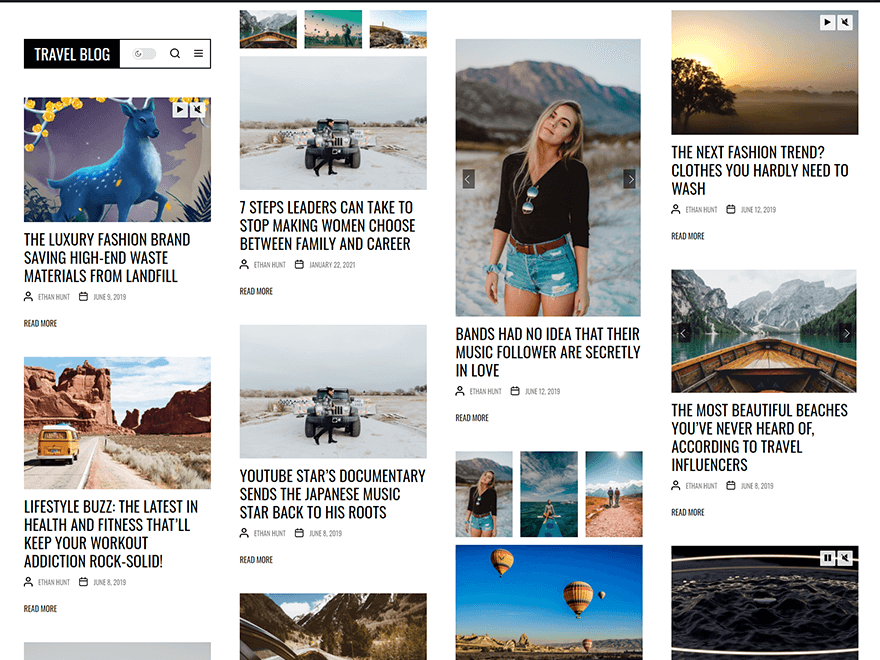 TRAVEL BLOG
THE LUXURY FASHION BRAND
SAVING HIGH-END WASTE
MATERIALS FROM LANDFILL
ETHAN HUNT JUNE 9, 2019
READ MORE
LIFESTYLE BUZZ: THE LATEST IN
HEALTH AND FITNESS THAT'LL
KEEP YOUR WORKOUT
ADDICTION ROCK-SOLID!
ETHAN HUNT JUNE 8, 2019
READ MORE
7 STEPS LEADERS CAN TAKE TO
STOP MAKING WOMEN CHOOSE
BETWEEN FAMILY AND CAREER
ETHAN HUNT JANUARY 22, 2021
READ MORE
YOUTUBE STAR'S DOCUMENTARY
SENDS THE JAPANESE MUSIC
STAR BACK TO HIS ROOTS
ETHAN HUNT JUNE 8, 2019
READ MORE
BANDS HAD NO IDEA THAT THEIR
MUSIC FOLLOWER ARE SECRETLY
IN LOVE
ETHAN HUNT JUNE 12, 2019
READ MORE
THE NEXT FASHION TREND?
CLOTHES YOU HARDLY NEED TO
WASH
ETHAN HUNT JUNE 12, 2019
READ MORE
THE MOST BEAUTIFUL BEACHES
YOU'VE NEVER HEARD OF,
ACCORDING TO TRAVEL
INFLUENCERS
ETHAN HUNT JUNE 8, 2019
READ MORE